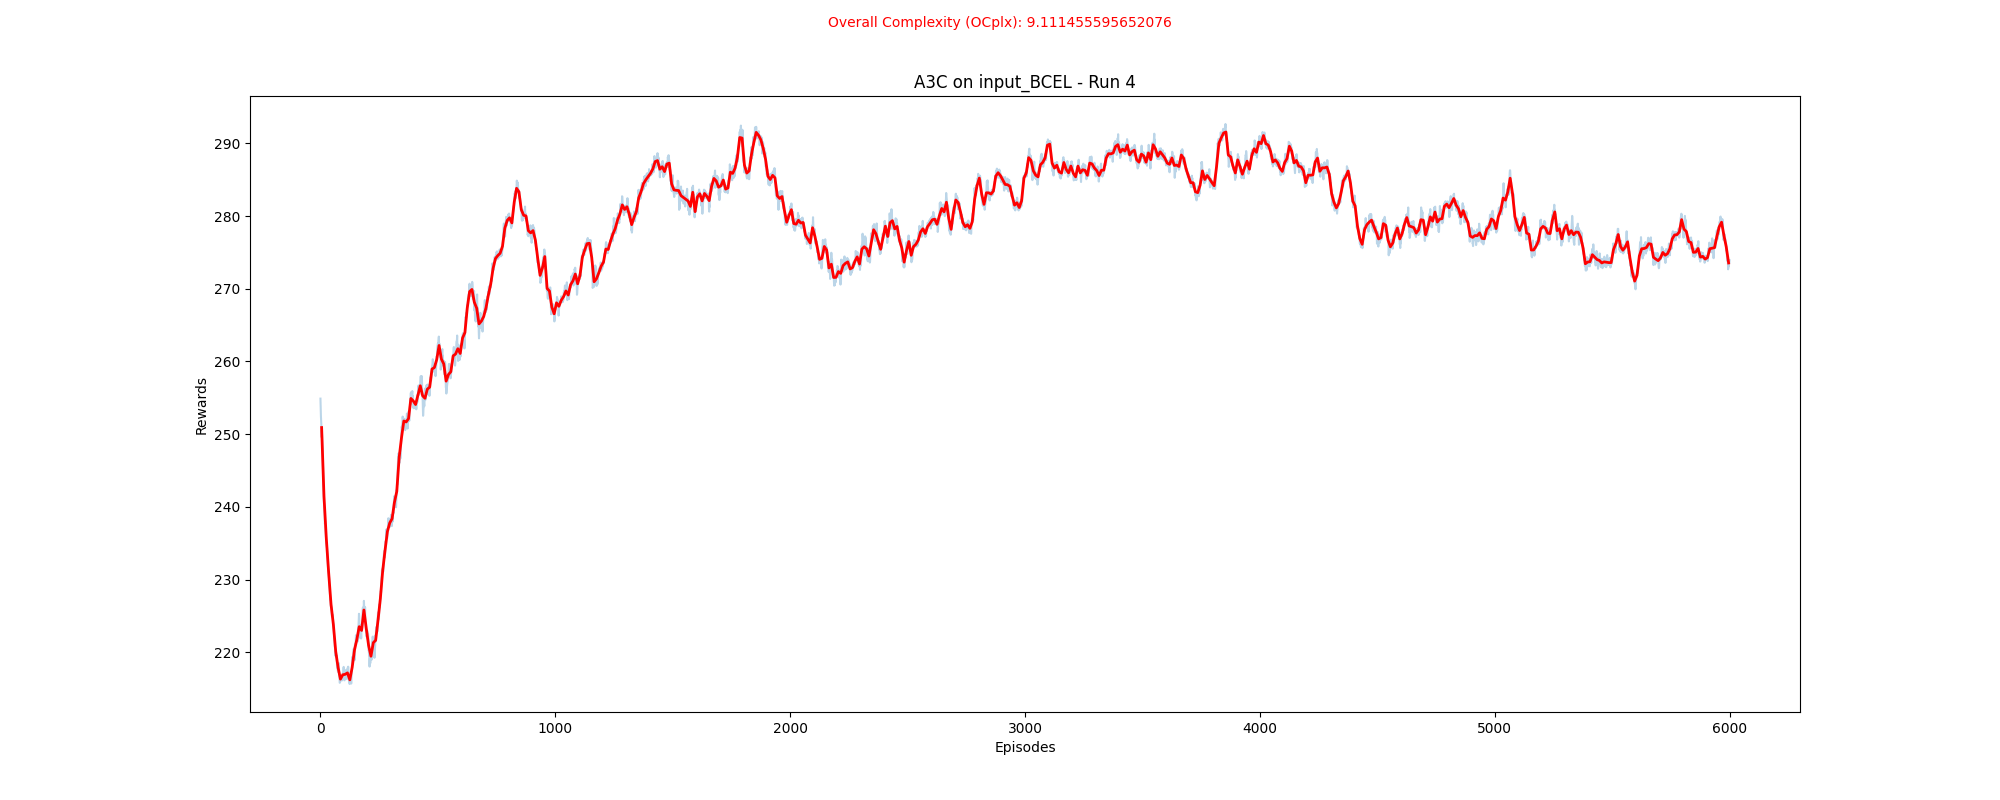 Overall Complexity (OCplx): 9.111455595652076
A3C on input_BCEL - Run 4
290
280
270
260
250
240
230
220
Rewards
0 1000 2000 3000 4000 5000 6000
Episodes